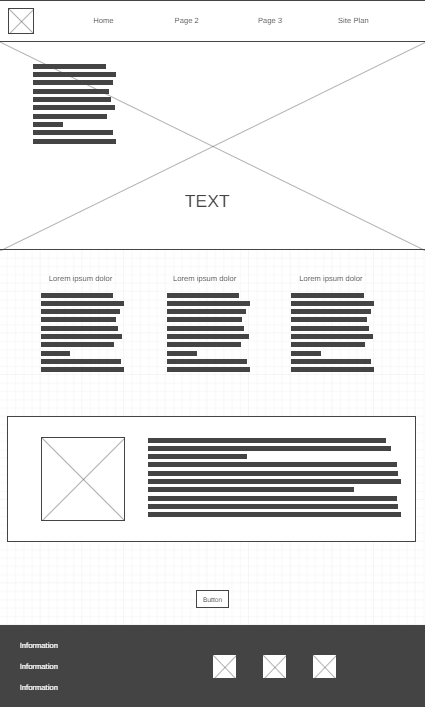 Home Page 2 Page 3 Site Plan
TEXT
Lorem ipsum dolor Lorem ipsum dolor Lorem ipsum dolor
Button
Information
Information
Information